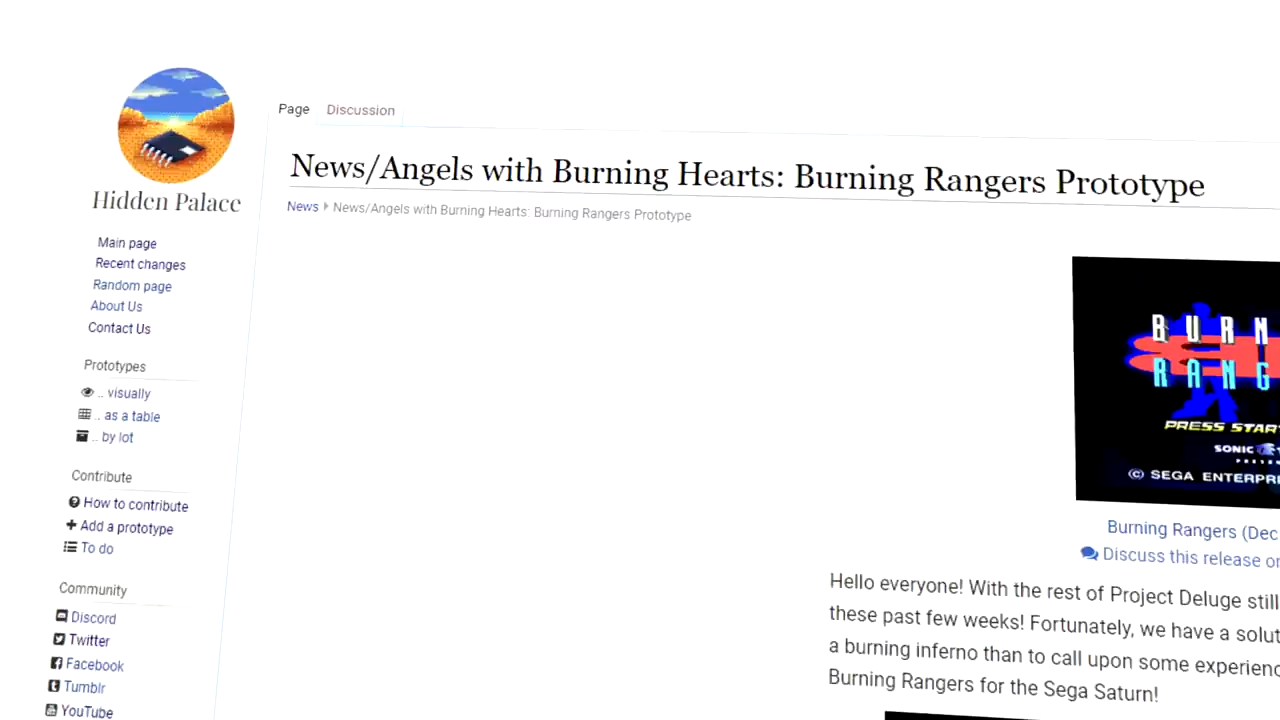 Hidden Palace
Main page
Recent changes
Random page
About Us
Contact Us
Prototypes
.. visually
.. as a table
.. by lot
Contribute
How to contribute
Add a prototype
To do
Community
Discord
Twitter
Facebook
Tumblr
YouTube
Page Discussion
News/Angels with Burning Hearts: Burning Rangers Prototype
News News/Angels with Burning Hearts: Burning Rangers Prototype
BURN
RANG
PRESS STAR
SONIC
© SEGA ENTERPR
Burning Rangers (Dec
Discuss this release
Hello everyone! With the rest of Project Deluge still
these past few weeks! Fortunately, we have a solut
a burning inferno than to call upon some experienc
Burning Rangers for the Sega Saturn!